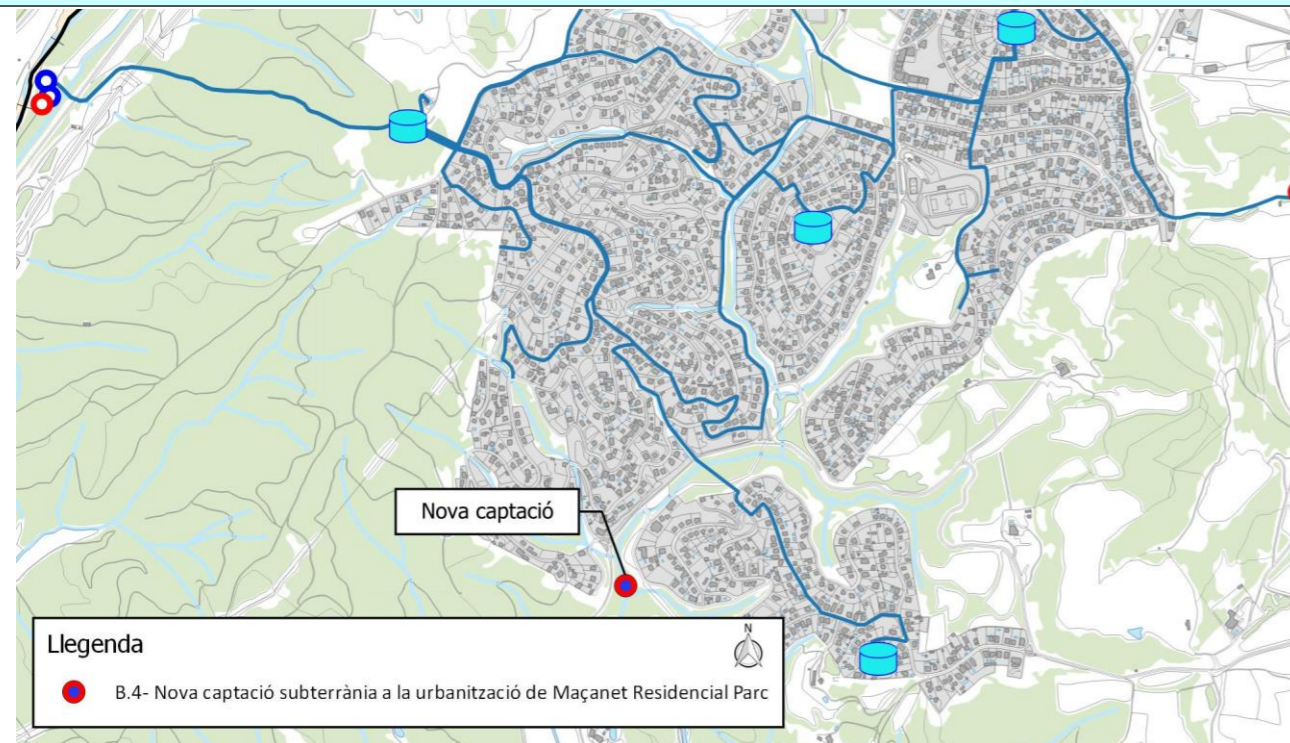 Nova captació
Llegenda
N
B.4- Nova captació subterrània a la urbanització de Maçanet Residencial Parc